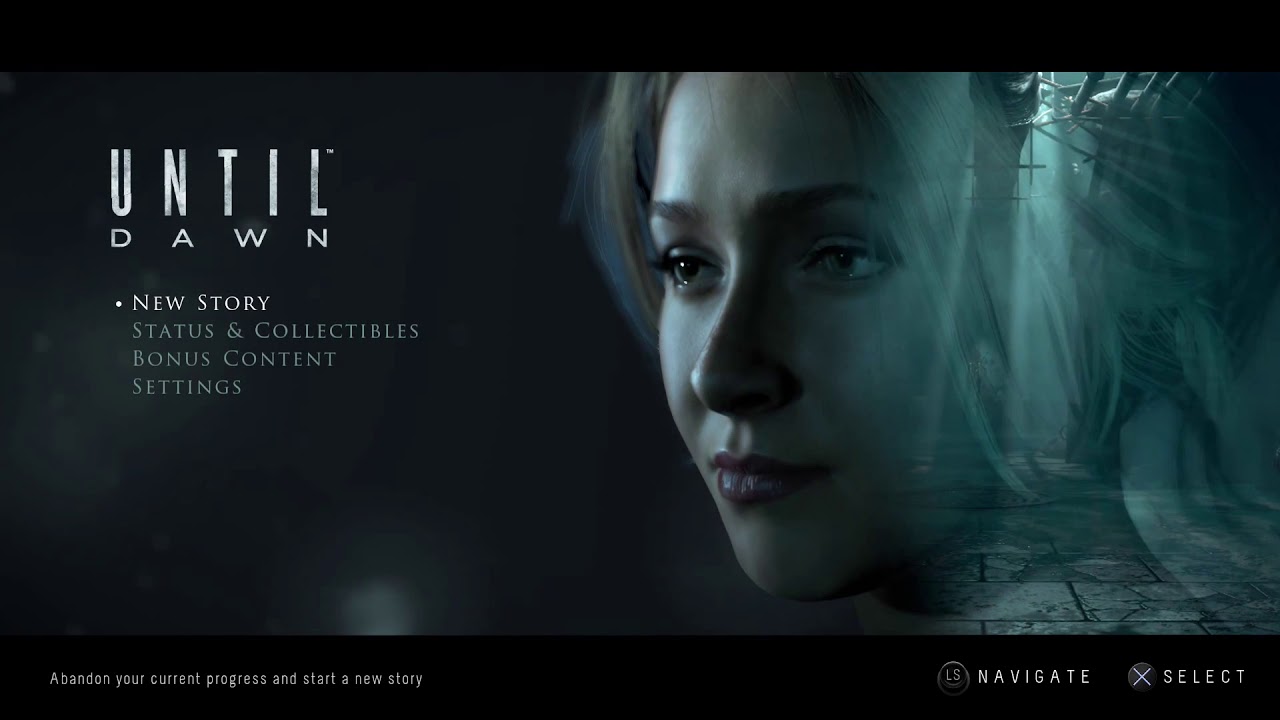 UNTIL™
DAWN
• New Story
Status & Collectibles
Bonus Content
Settings
Abandon your current progress and start a new story
LS NAVIGATE
SELECT